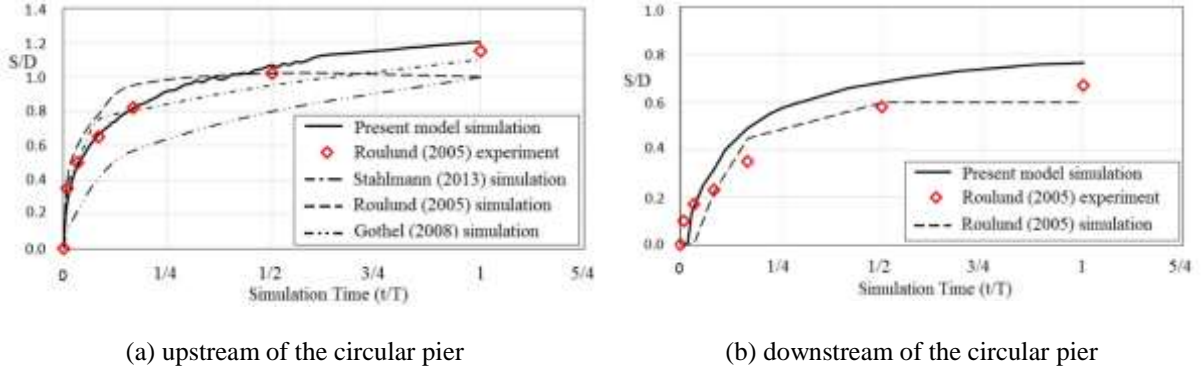 1.4
1.2
S/D
1.0
0.8
0.6
0.4
0.2
0.0
Present model simulation
Roulund (2005) experiment
Stahlmann (2013) simulation
Roulund (2005) simulation
Gothel (2008) simulation
0 1/4 1/2 3/4 1 5/4
Simulation Time (t/T)
(a) upstream of the circular pier
1.0
0.8
S/D
0.6
0.4
0.2
0.0
Present model simulation
Roulund (2005) experiment
Roulund (2005) simulation
0 1/4 1/2 3/4 1 5/4
Simulation Time (t/T)
(b) downstream of the circular pier